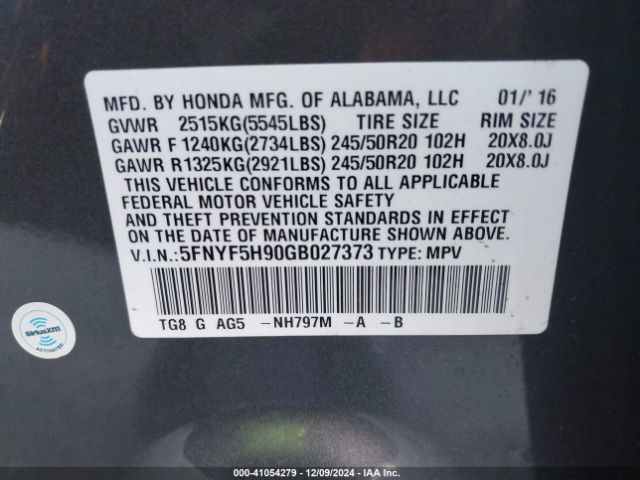 MFD. BY HONDA MFG. OF ALABAMA, LLC 01/'16
GVWR 2515KG(5545LBS) TIRE SIZE RIM SIZE
GAWR F 1240KG(2734LBS) 245/50R20 102H 20X8.0J
GAWR R1325KG(2921LBS) 245/50R20 102H 20X8.0J
THIS VEHICLE CONFORMS TO ALL APPLICABLE
FEDERAL MOTOR VEHICLE SAFETY
AND THEFT PREVENTION STANDARDS IN EFFECT
ON THE DATE OF MANUFACTURE SHOWN ABOVE.
V.I.N.:5FNYF5H90GB027373 TYPE: MPV
TG8 G AG5 -NH797M -A -B
SiriusXM
ACTIVATED
000-41054279 - 12/09/2024 - IAA Inc.